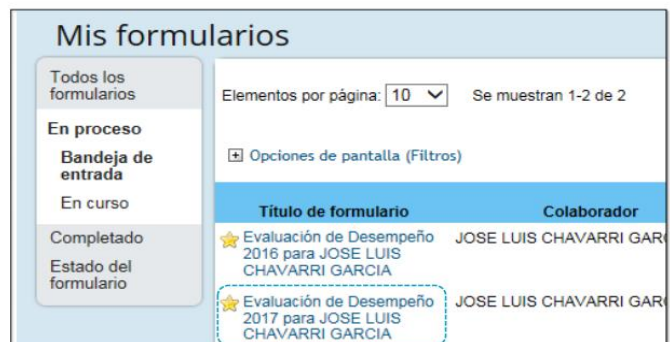 Mis formularios
Todos los
formularios
En proceso
Bandeja de
entrada
En curso
Completado
Estado del
formulario
Elementos por página: 10 Se muestran 1-2 de 2
Opciones de pantalla (Filtros)
Título de formulario Colaborador
Evaluación de Desempeño JOSE LUIS CHAVARRI
2016 para JOSE LUIS
CHAVARRI GARCIA
Evaluación de Desempeño JOSE LUIS CHAVARRI
2017 para JOSE LUIS
CHAVARRI GARCIA